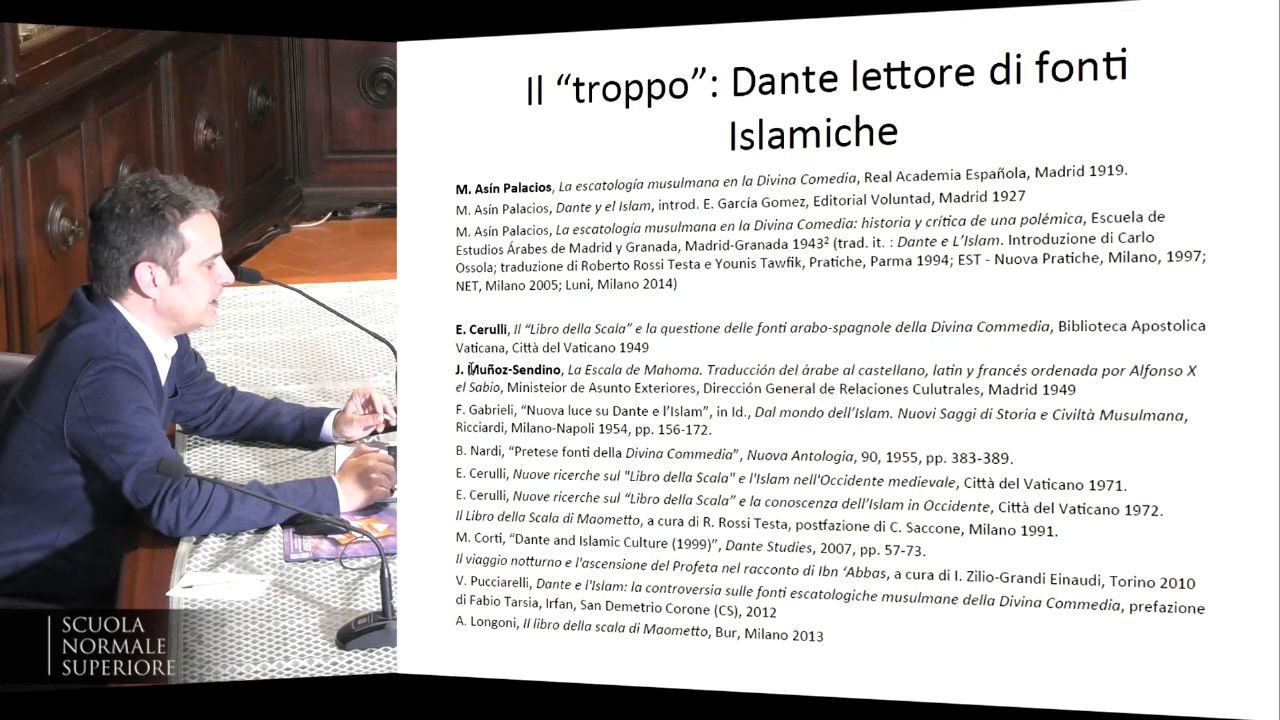 Il “troppo”: Dante lettore di fonti
Islamiche
M. Asín Palacios, La escatología musulmana en la Divina Comedia, Real Academia Española, Madrid 1919.
M. Asín Palacios, Dante y el Islam, introd. E. García Gomez, Editorial Voluntad, Madrid 1927
M. Asín Palacios, La escatología musulmana en la Divina Comedia: historia y crítica de una polémica, Escuela de
Estudios Árabes de Madrid y Granada, Madrid-Granada 1943² (trad. it. : Dante e L’Islam. Introduzione di Carlo
Ossola; traduzione di Roberto Rossi Testa e Younis Tawfik, Pratiche, Parma 1994; EST - Nuova Pratiche, Milano, 1997;
NET, Milano 2005; Luni, Milano 2014)
E. Cerulli, Il “Libro della Scala” e la questione delle fonti arabo-spagnole della Divina Commedia, Biblioteca Apostolica
Vaticana, Città del Vaticano 1949
J. Muñoz-Sendino, La Escala de Mahoma. Traducción del árabe al castellano, latin y francés ordenada por Alfonso X
el Sabio, Ministeior de Asunto Exteriores, Dirección General de Relaciones Culutrales, Madrid 1949
F. Gabrieli, “Nuova luce su Dante e l’Islam”, in Id., Dal mondo dell’Islam. Nuovi Saggi di Storia e Civiltà Musulmana,
Ricciardi, Milano-Napoli 1954, pp. 156-172.
B. Nardi, “Pretese fonti della Divina Commedia”, Nuova Antologia, 90, 1955, pp. 383-389.
E. Cerulli, Nuove ricerche sul "Libro della Scala" e l'Islam nell'Occidente medievale, Città del Vaticano 1971.
E. Cerulli, Nuove ricerche sul “Libro della Scala” e la conoscenza dell’Islam in Occidente, Città del Vaticano 1972.
Il Libro della Scala di Maometto, a cura di R. Rossi Testa, postfazione di C. Saccone, Milano 1991.
M. Corti, “Dante and Islamic Culture (1999)”, Dante Studies, 2007, pp. 57-73.
Il viaggio notturno e l'ascensione del Profeta nel racconto di Ibn ‘Abbas, a cura di I. Zilio-Grandi Einaudi, Torino 2010
V. Pucciarelli, Dante e l'Islam: la controversia sulle fonti escatologiche musulmane della Divina Commedia, prefazione
di Fabio Tarsia, Irfan, San Demetrio Corone (CS), 2012
A. Longoni, Il libro della scala di Maometto, Bur, Milano 2013
SCUOLA
NORMALE
SUPERIORE